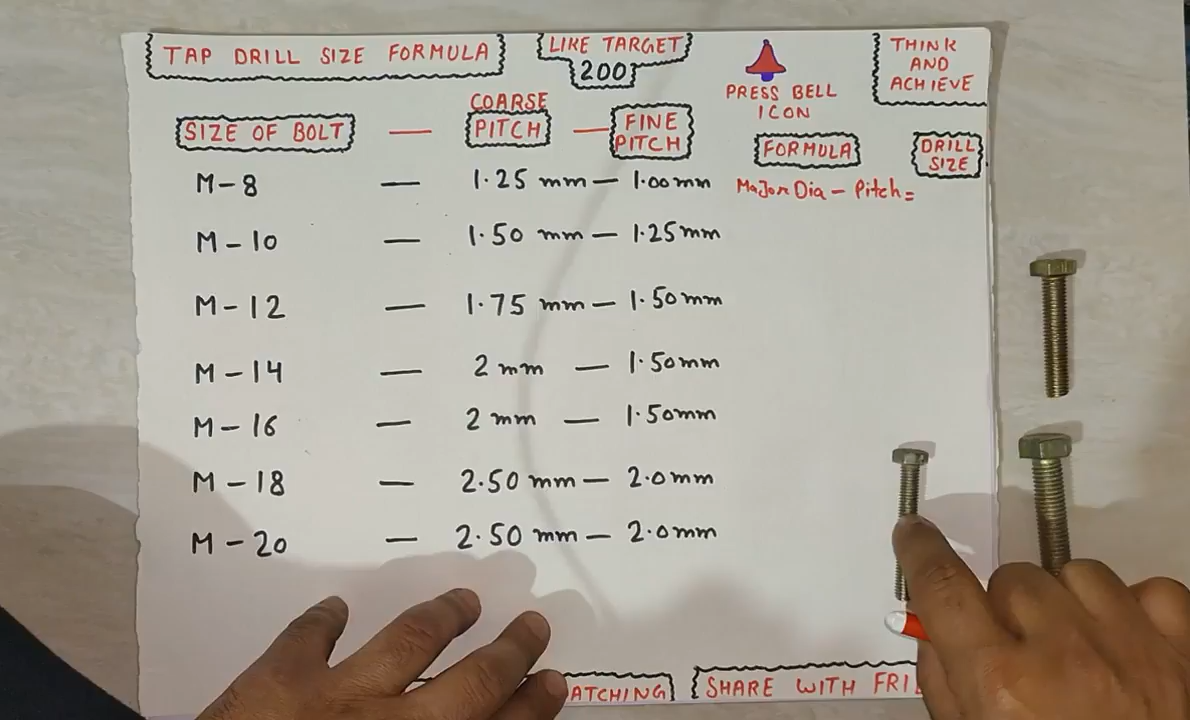 TAP DRILL SIZE FORMULA
LIKE TARGET
200
PRESS BELL
ICON
THINK
AND
ACHIEVE
SIZE OF BOLT —
COARSE
PITCH —
FINE
PITCH
FORMULA
DRILL
SIZE
M-8 — 1.25 mm — 1.00mm Major Dia - Pitch =
M-10 — 1.50 mm — 1.25mm
M-12 — 1.75 mm — 1.50mm
M-14 — 2 mm — 1.50mm
M-16 — 2 mm — 1.50mm
M-18 — 2.50 mm — 2.0mm
M-20 — 2.50 mm — 2.0mm
ATCHING
SHARE WITH FRI